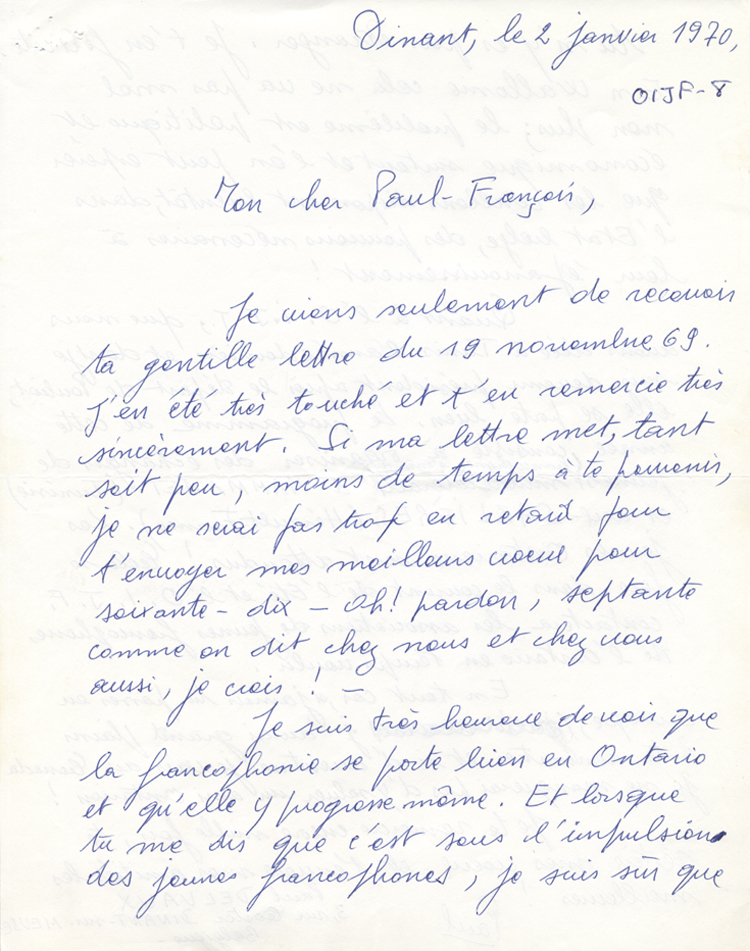 Dinant, le 2 janvier 1970,
OIJF-8
Mon cher Paul-François,
Je viens seulement de recevoir
ta gentille lettre du 19 novembre 69.
J'en été très touché et t'en remercie très
sincèrement. Si ma lettre met, tant
soit peu, moins de temps à te parvenir,
je ne serai pas trop en retard pour
t'envoyer mes meilleurs voeux pour
soixante-dix - Oh! pardon, septante
comme on dit chez nous et chez vous
aussi, je crois! -
Je suis très heureux de voir que
la francophonie se porte bien en Ontario
et qu'elle y progresse même. Et lorsque
tu me dis que c'est sous l'impulsion
des jeunes francophones, je suis sûr que